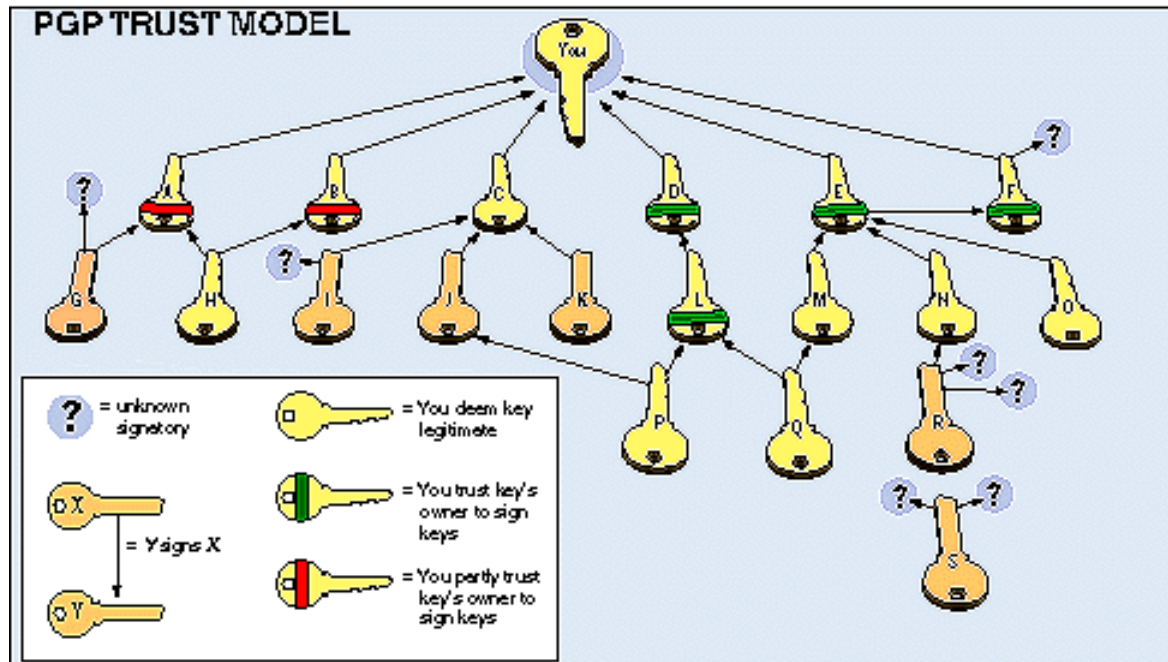 PGP TRUST MODEL
You
?
A
B
C
D
E
F
?
?
G
H
I
J
K
L
M
N
O
?
?
P
Q
R
?
?
S
? = unknown
signatory
X
= Y signs X
Y
= You deem key
legitimate
= You trust key's
owner to sign
keys
= You partly trust
key's owner to
sign keys